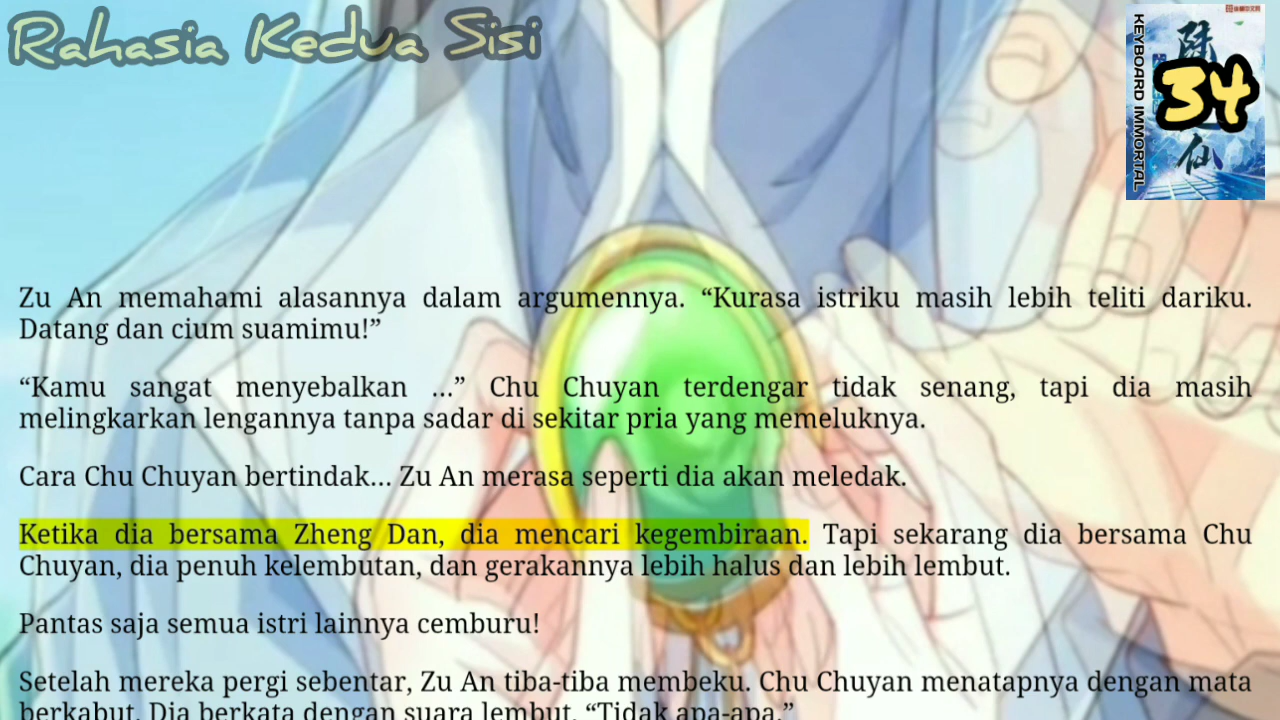 Rahasia Kedua Sisi
KEYBOARD IMMORTAL
陆
仙
34
Zu An memahami alasannya dalam argumennya. “Kurasa istriku masih lebih teliti dariku.
Datang dan cium suamimu!”
“Kamu sangat menyebalkan ...” Chu Chuyan terdengar tidak senang, tapi dia masih
melingkarkan lengannya tanpa sadar di sekitar pria yang memeluknya.
Cara Chu Chuyan bertindak... Zu An merasa seperti dia akan meledak.
Ketika dia bersama Zheng Dan, dia mencari kegembiraan. Tapi sekarang dia bersama Chu
Chuyan, dia penuh kelembutan, dan gerakannya lebih halus dan lebih lembut.
Pantas saja semua istri lainnya cemburu!
Setelah mereka pergi sebentar, Zu An tiba-tiba membeku. Chu Chuyan menatapnya dengan mata
berkabut. Dia berkata dengan suara lembut, “Tidak apa-apa.”